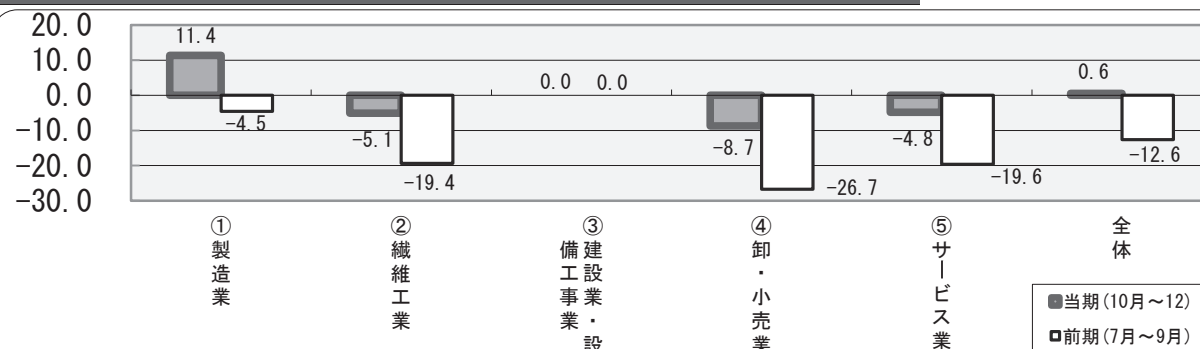 20.0
10.0
0.0
-10.0
-20.0
-30.0
11.4
-4.5
-5.1
-19.4
0.0
0.0
-8.7
-26.7
-4.8
-19.6
0.6
-12.6
①製造業
②繊維工業
③建設業・設
備工事業
④卸・小売業
⑤サービス業
全体
当期(10月～12)
前期(7月～9月)